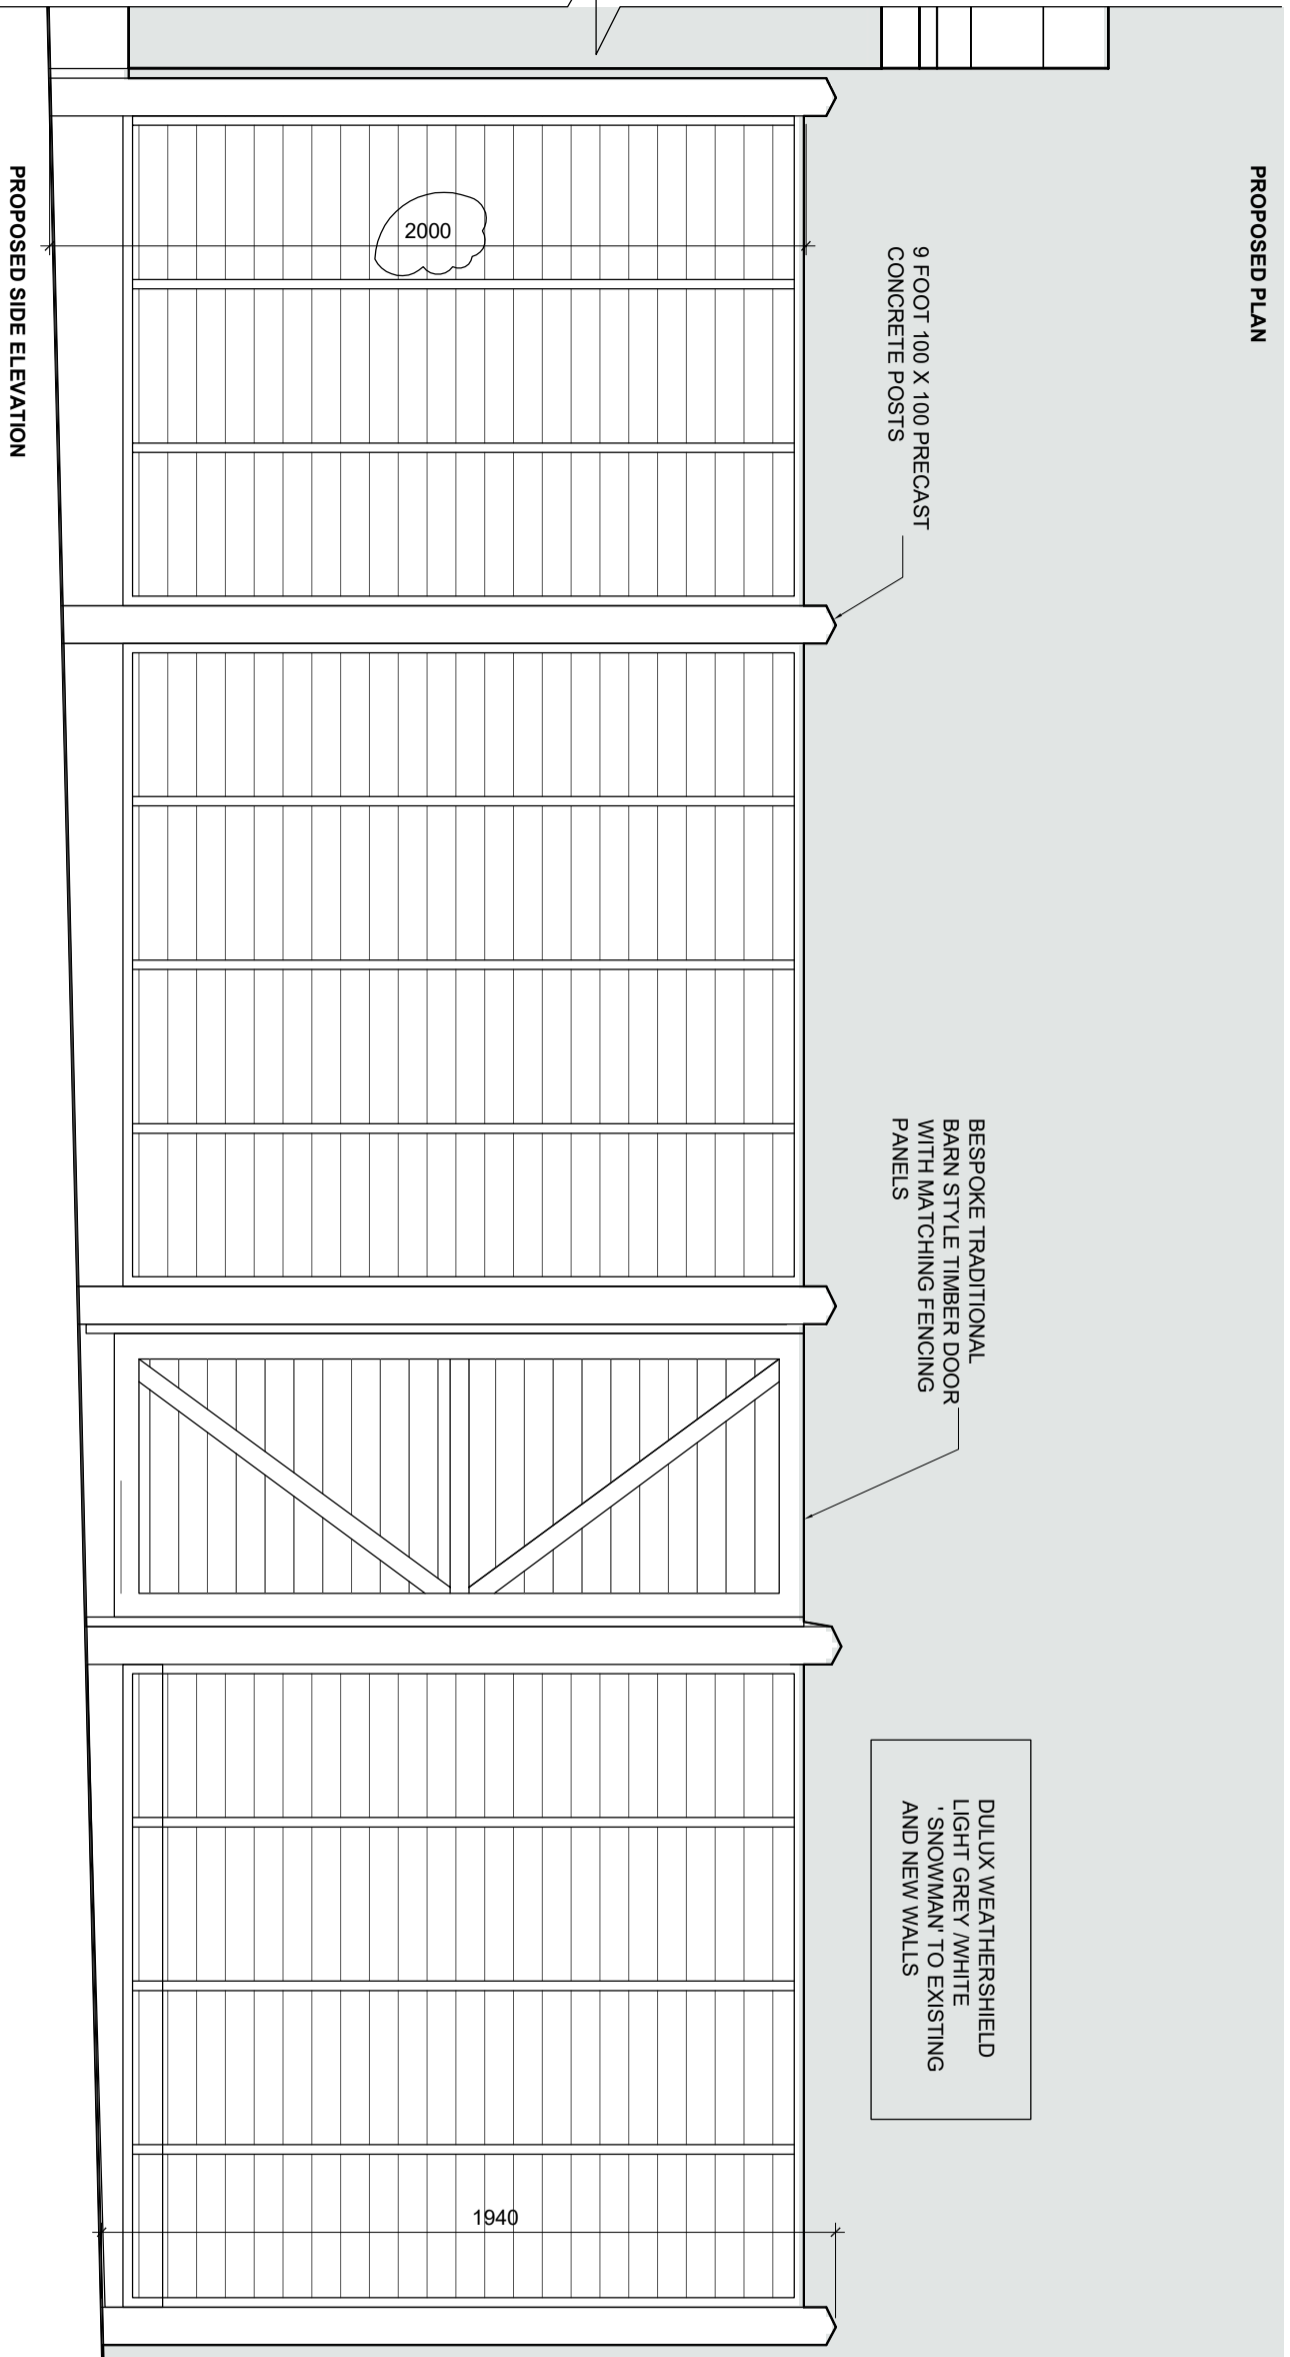 PROPOSED PLAN
9 FOOT 100 X 100 PRECAST
CONCRETE POSTS
BESPOKE TRADITIONAL
BARN STYLE TIMBER DOOR
WITH MATCHING FENCING
PANELS
DULUX WEATHERSHIELD
LIGHT GREY /WHITE
' SNOWMAN' TO EXISTING
AND NEW WALLS
2000
1940
PROPOSED SIDE ELEVATION